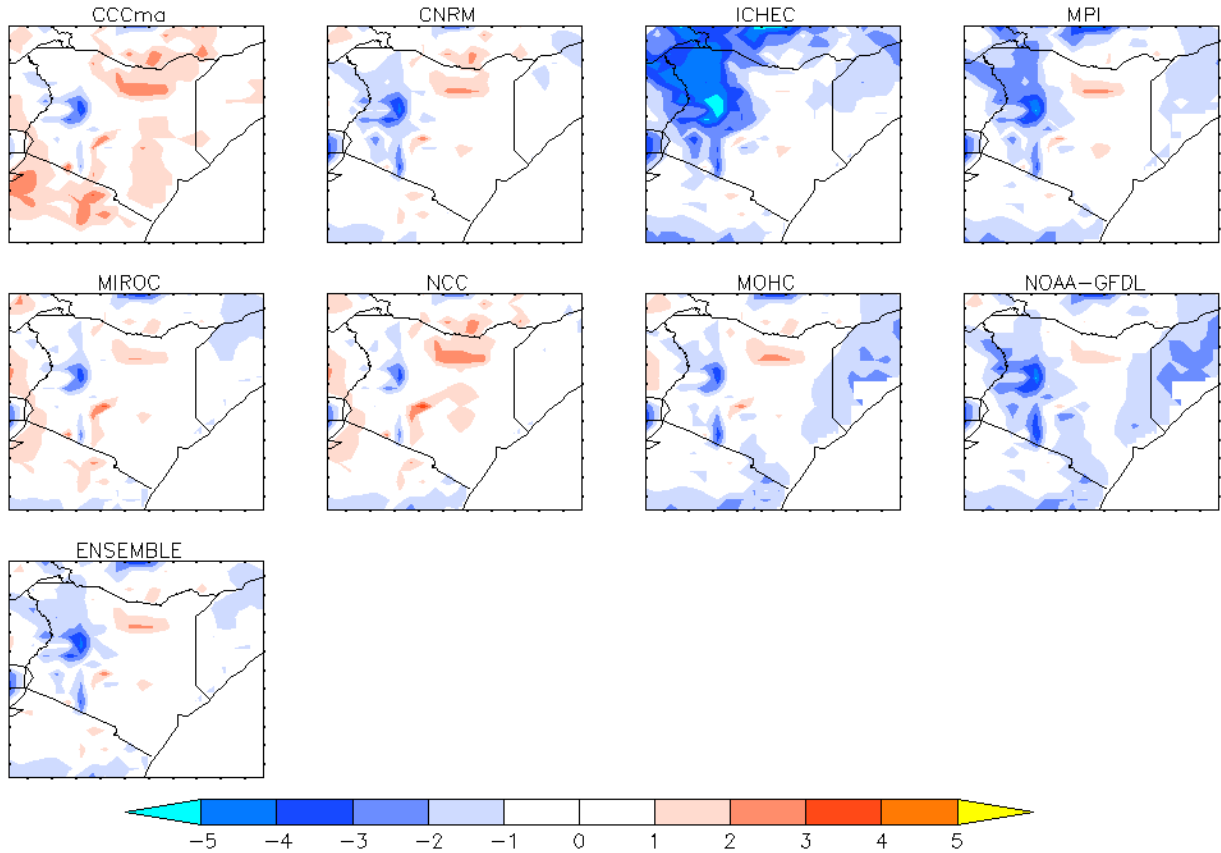 CCCma CNRM ICHEC MPI
MIROC NCC MOHC NOAA-GFDL
ENSEMBLE
-5 -4 -3 -2 -1 0 1 2 3 4 5